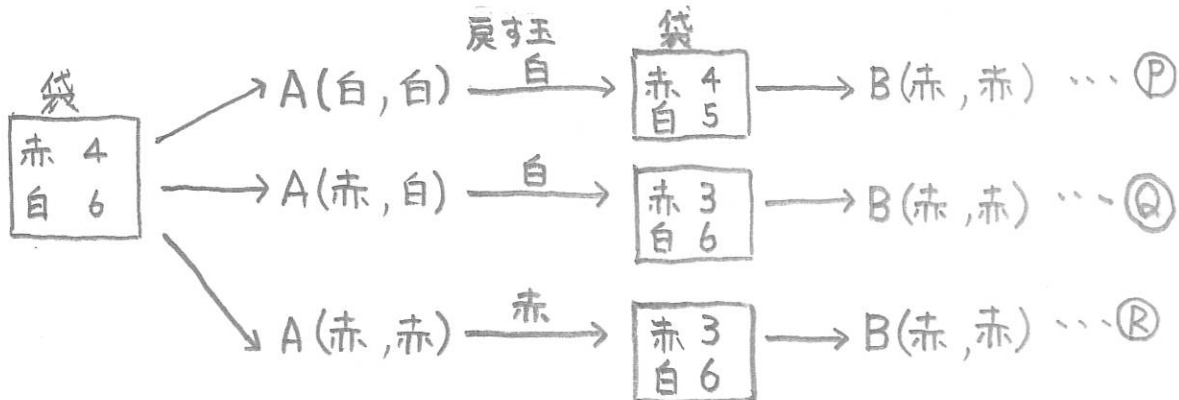 戻す玉 袋
袋 A(白,白) 白 赤 4 B(赤,赤) … Ⓟ
白 5
赤 4 A(赤,白) 白 赤 3 B(赤,赤) … Ⓠ
白 6 白 6
A(赤,赤) 赤 赤 3 B(赤,赤) … Ⓡ
白 6